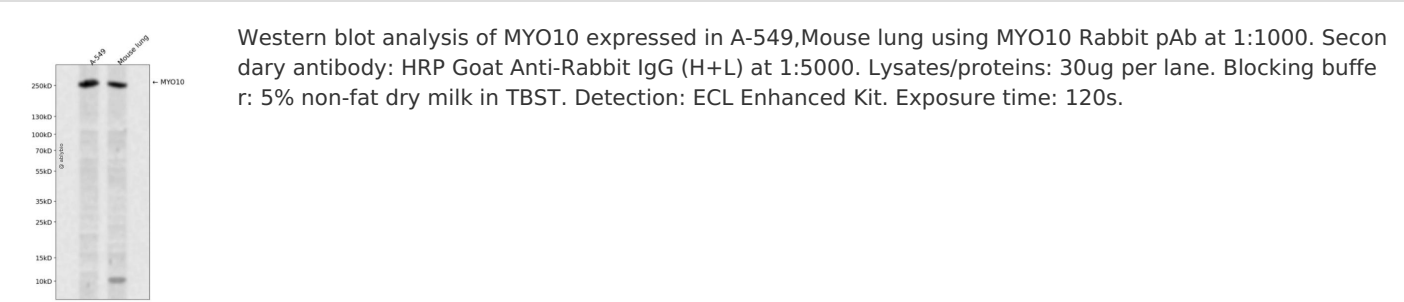 A-549 Mouse lung
250kD ← MYO10
130kD
100kD
70kD
55kD
35kD
25kD
15kD
10kD
Western blot analysis of MYO10 expressed in A-549,Mouse lung using MYO10 Rabbit pAb at 1:1000. Secon
dary antibody: HRP Goat Anti-Rabbit IgG (H+L) at 1:5000. Lysates/proteins: 30ug per lane. Blocking buffe
r: 5% non-fat dry milk in TBST. Detection: ECL Enhanced Kit. Exposure time: 120s.